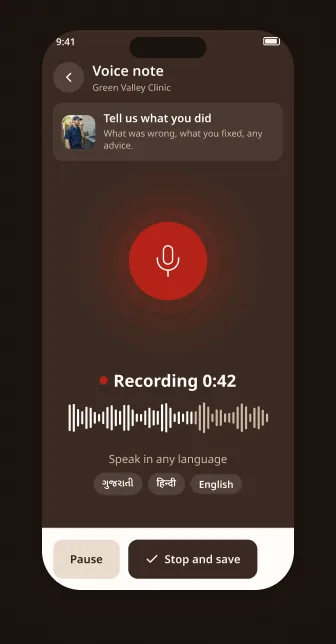 9:41
Voice note
Green Valley Clinic
Tell us what you did
What was wrong, what you fixed, any
advice.
Recording 0:42
Speak in any language
ગુજરાતી हिन्दी English
Pause Stop and save